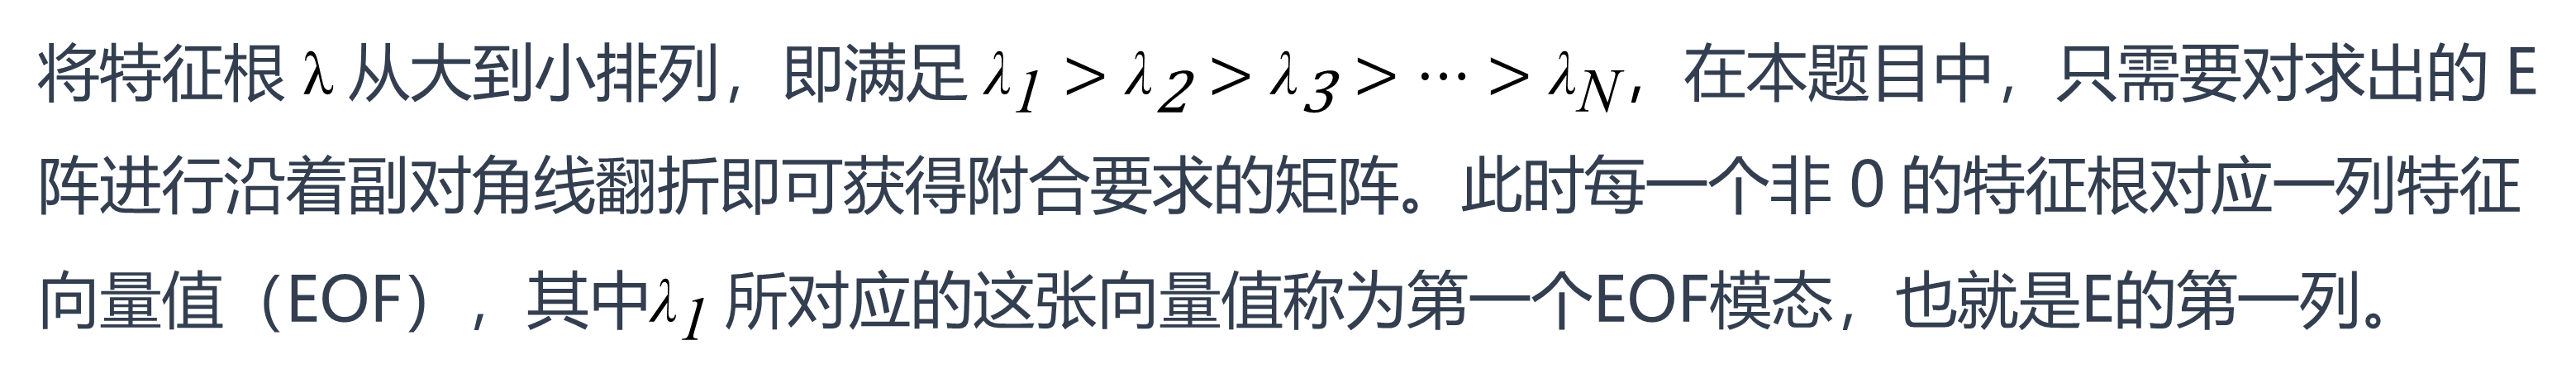 将特征根 λ 从大到小排列，即满足 λ1 > λ2 > λ3 > ··· > λN，在本题目中，只需要对求出的 E
阵进行沿着副对角线翻折即可获得附合要求的矩阵。此时每一个非 0 的特征根对应一列特征
向量值（EOF），其中λ1 所对应的这张向量值称为第一个EOF模态，也就是E的第一列。